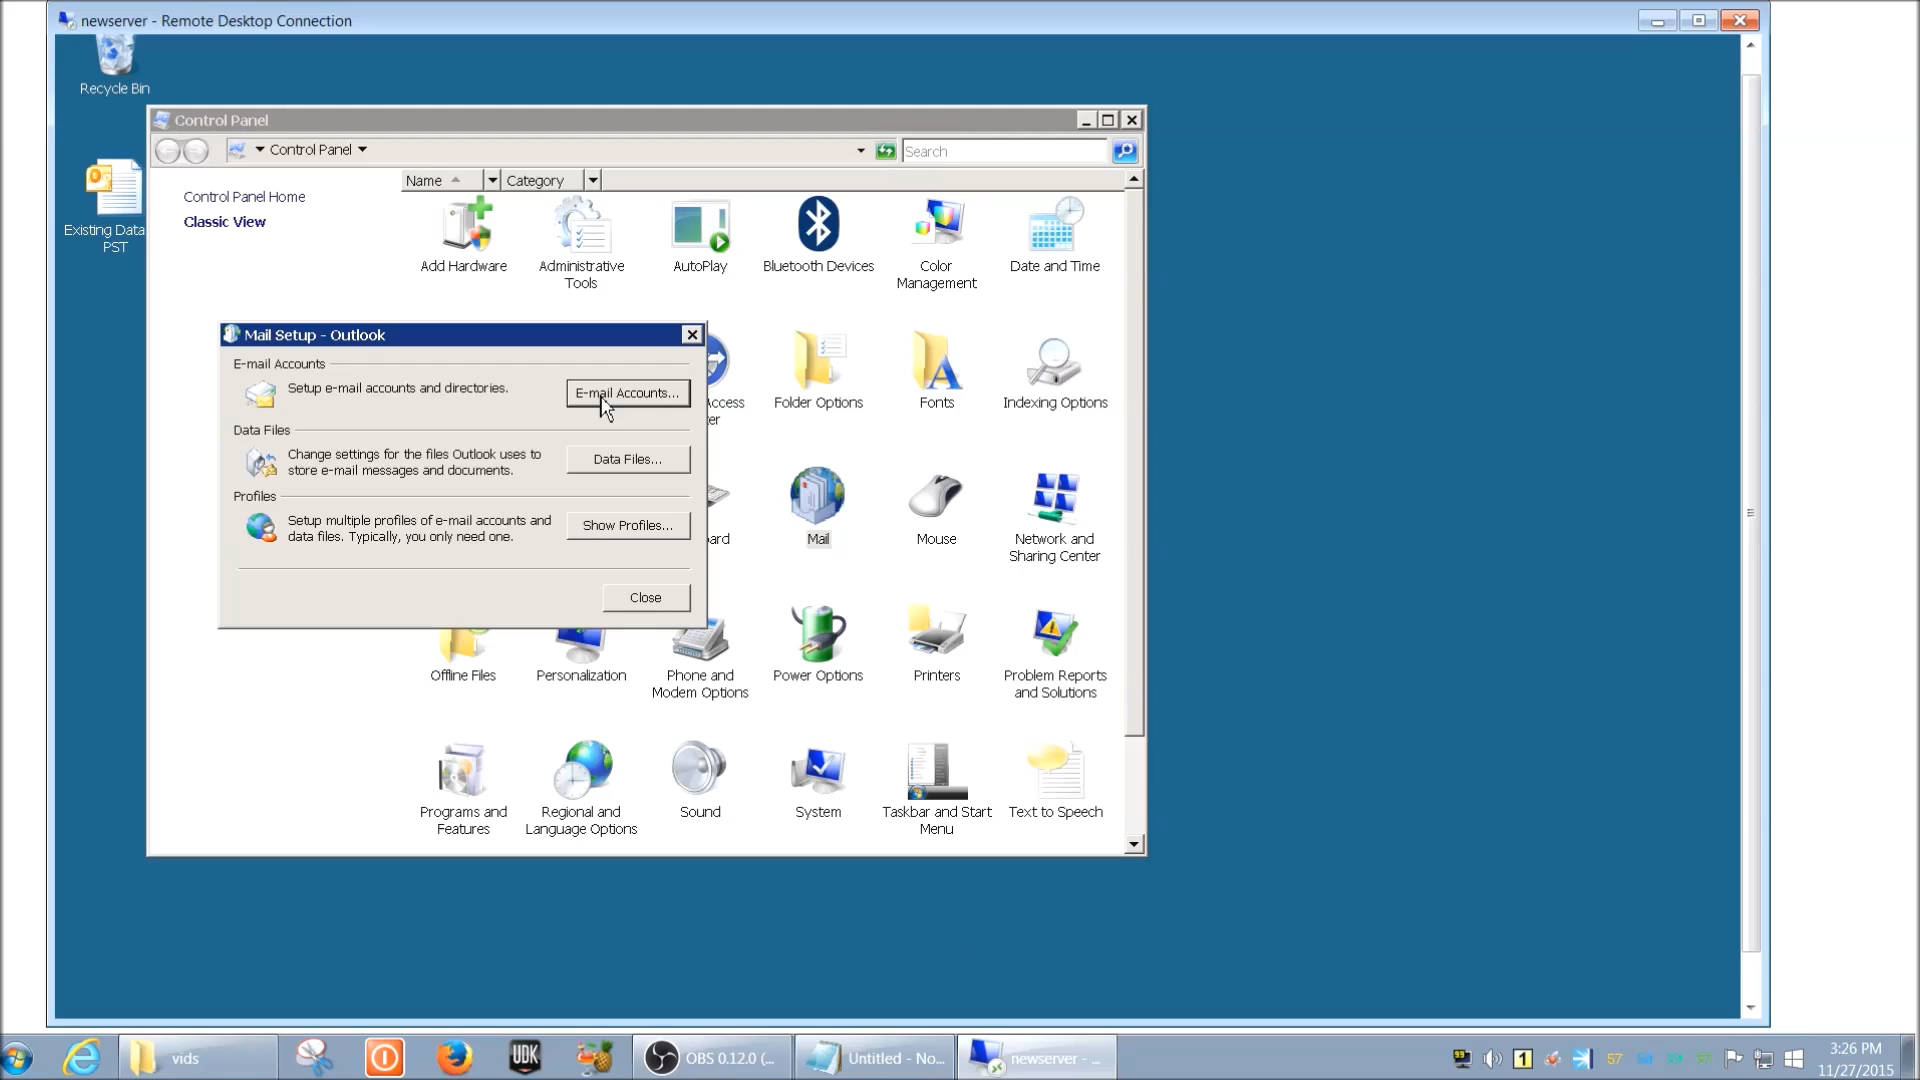 newserver - Remote Desktop Connection
Recycle Bin
Existing Data
PST
Control Panel
Control Panel
Search
Control Panel Home
Classic View
Name
Category
Add Hardware
Administrative
Tools
AutoPlay
Bluetooth Devices
Color
Management
Date and Time
Mail Setup - Outlook
E-mail Accounts
Setup e-mail accounts and directories.
E-mail Accounts...
Data Files
Change settings for the files Outlook uses to
store e-mail messages and documents.
Data Files...
Profiles
Setup multiple profiles of e-mail accounts and
data files. Typically, you only need one.
Show Profiles...
Close
Access
er
Folder Options
Fonts
Indexing Options
ard
Mail
Mouse
Network and
Sharing Center
Offline Files
Personalization
Phone and
Modem Options
Power Options
Printers
Problem Reports
and Solutions
Programs and
Features
Regional and
Language Options
Sound
System
Taskbar and Start
Menu
Text to Speech
vids
UDK
OBS 0.12.0 (...
Untitled - No...
newserver - ...
99
1
57
3:26 PM
11/27/2015